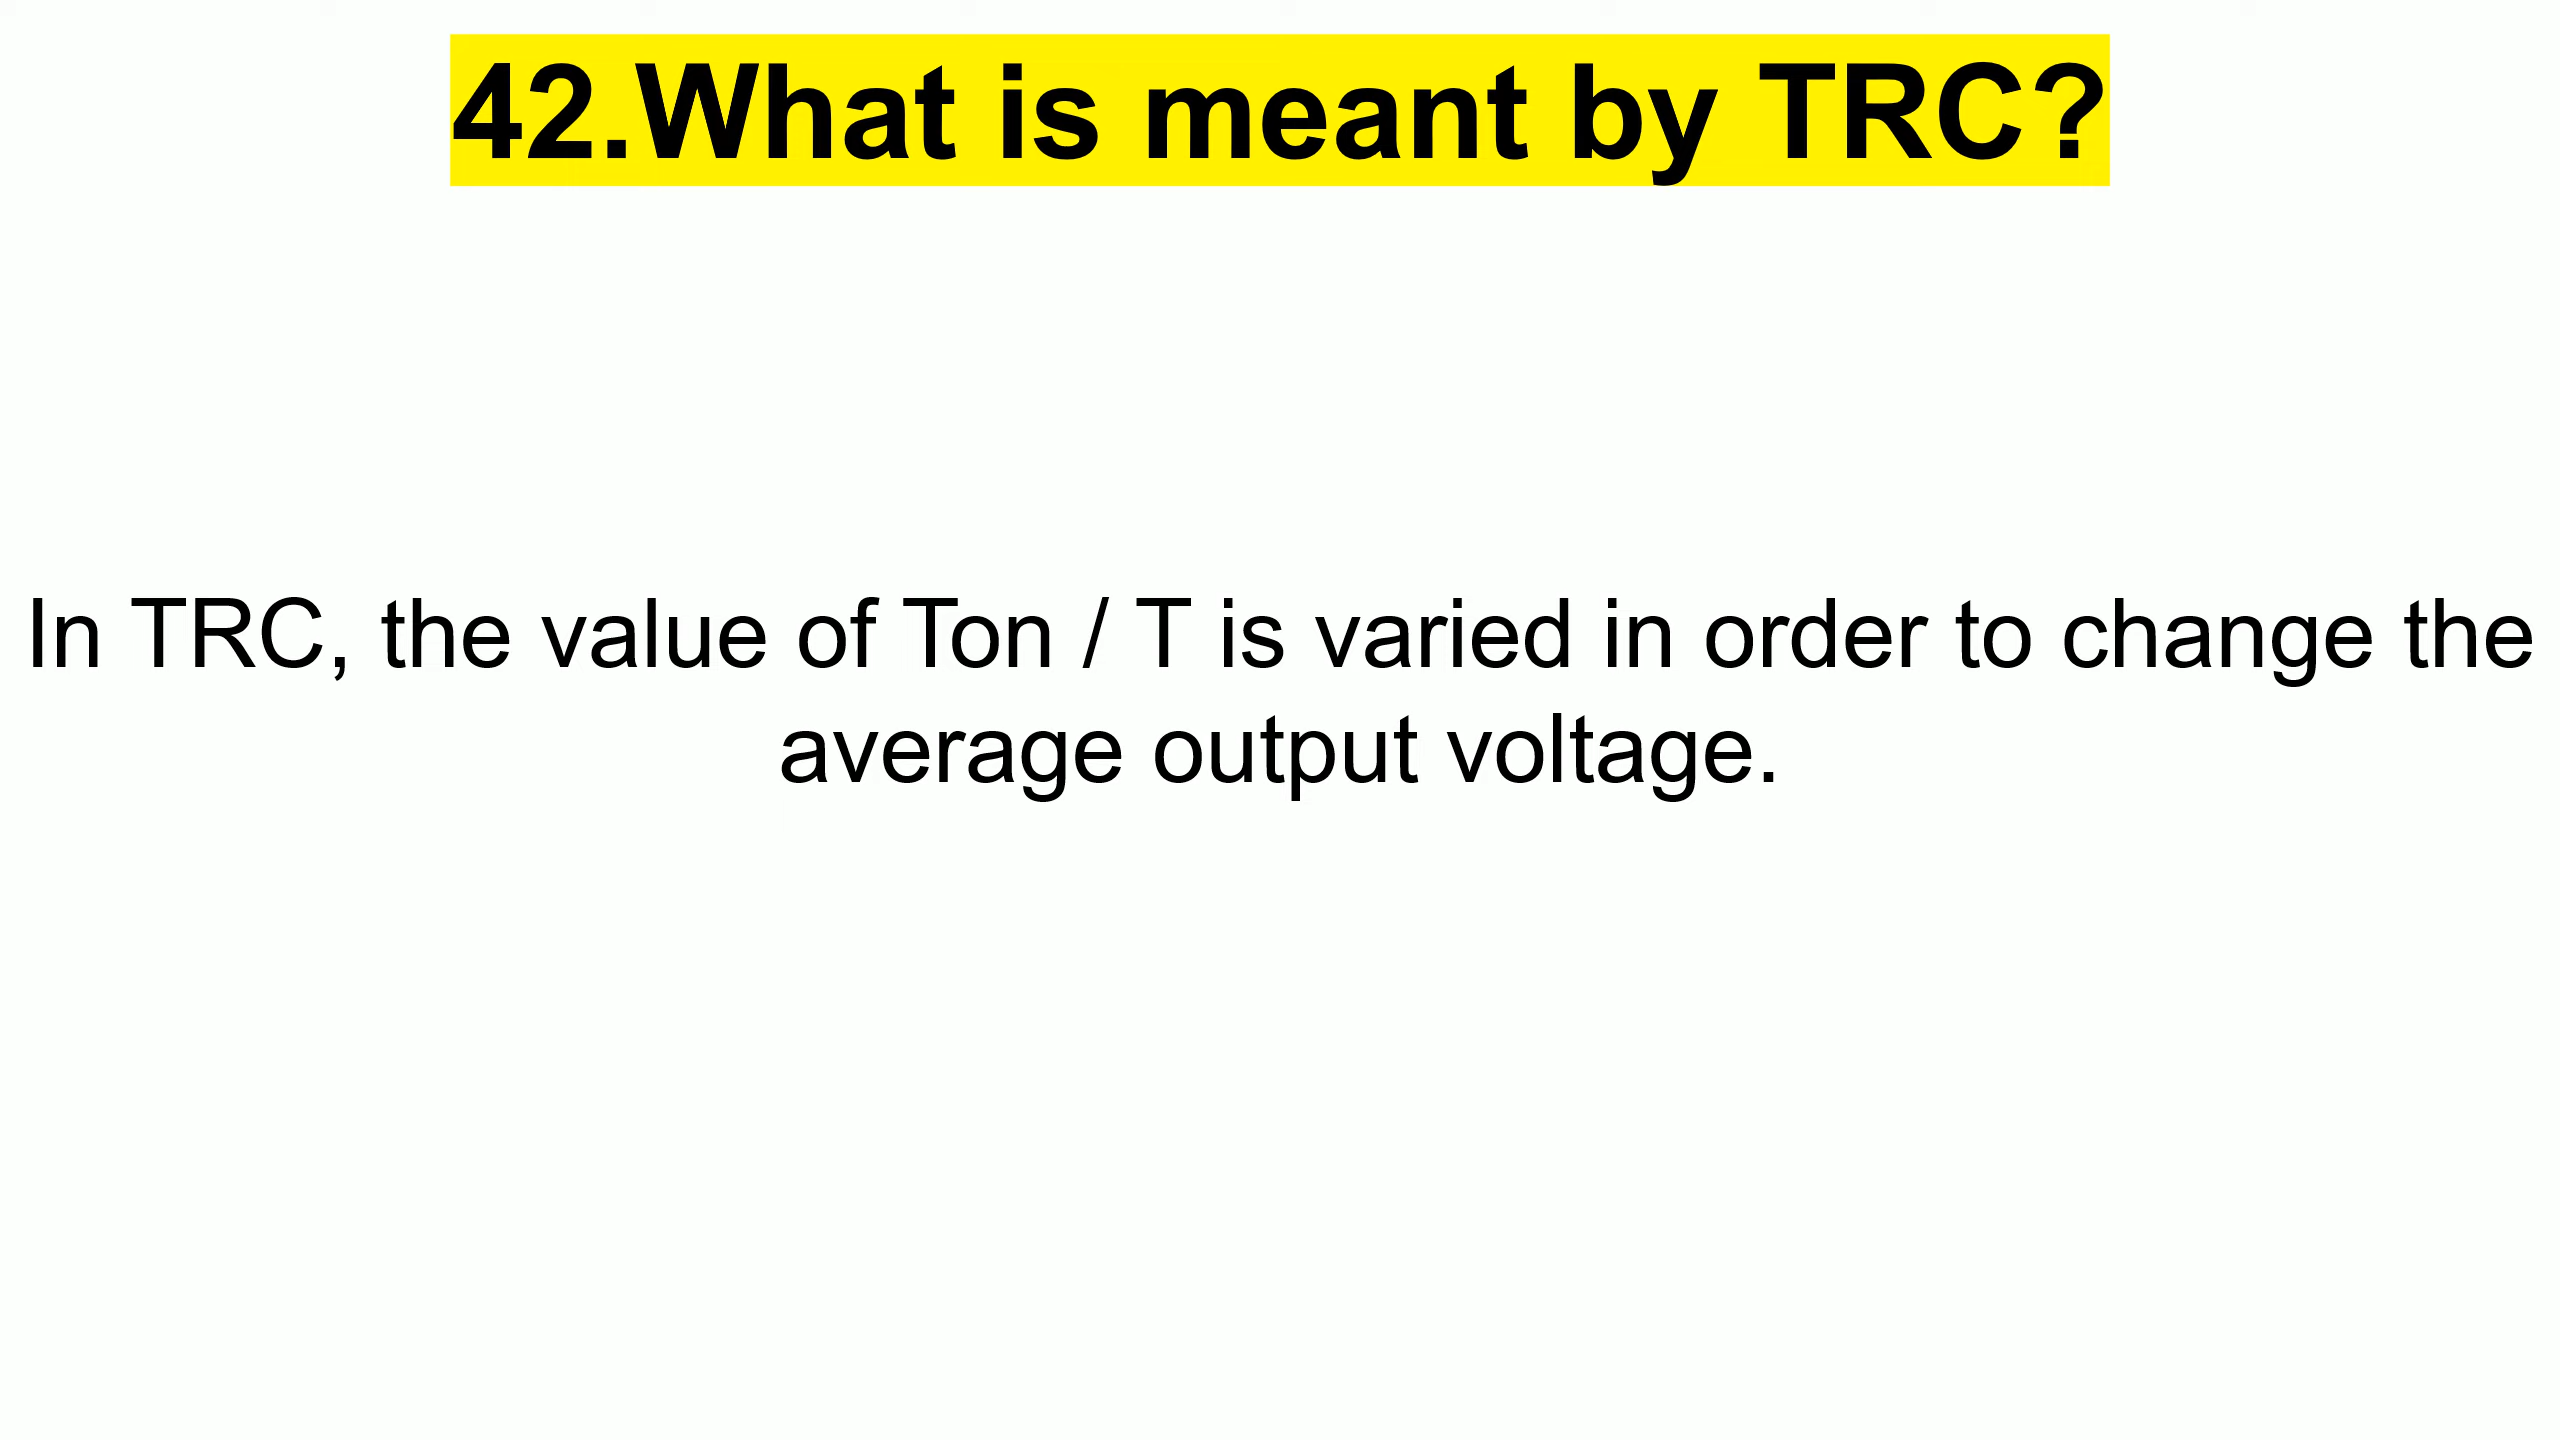 42.What is meant by TRC?
In TRC, the value of Ton / T is varied in order to change the
average output voltage.